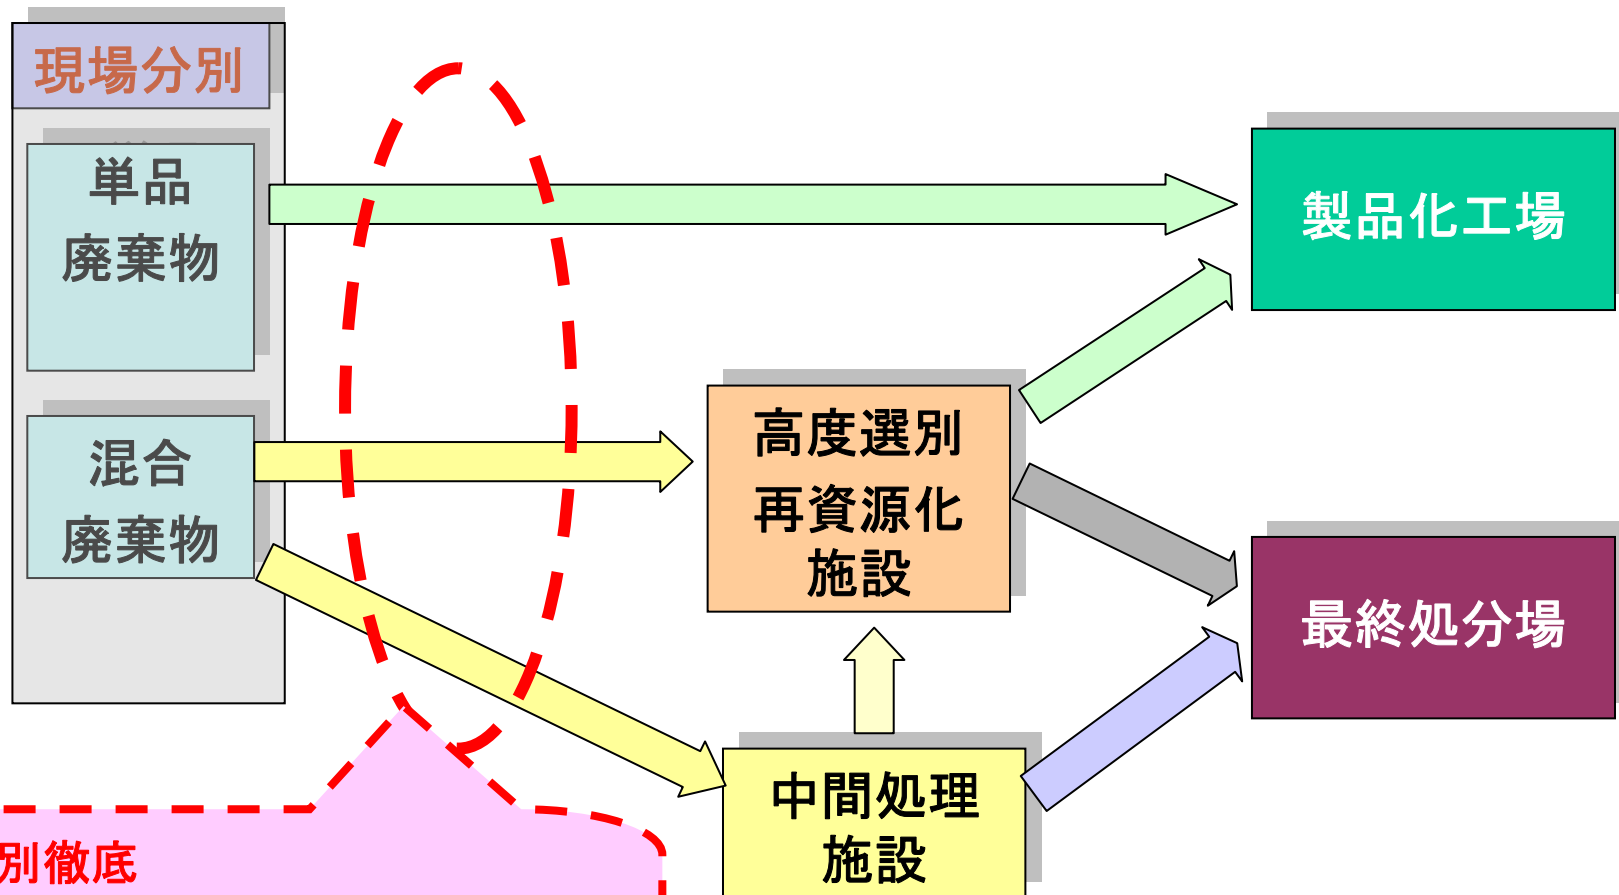 現場分別
単品
廃棄物
混合
廃棄物
製品化工場
高度選別
再資源化
施設
最終処分場
中間処理
施設
別徹底